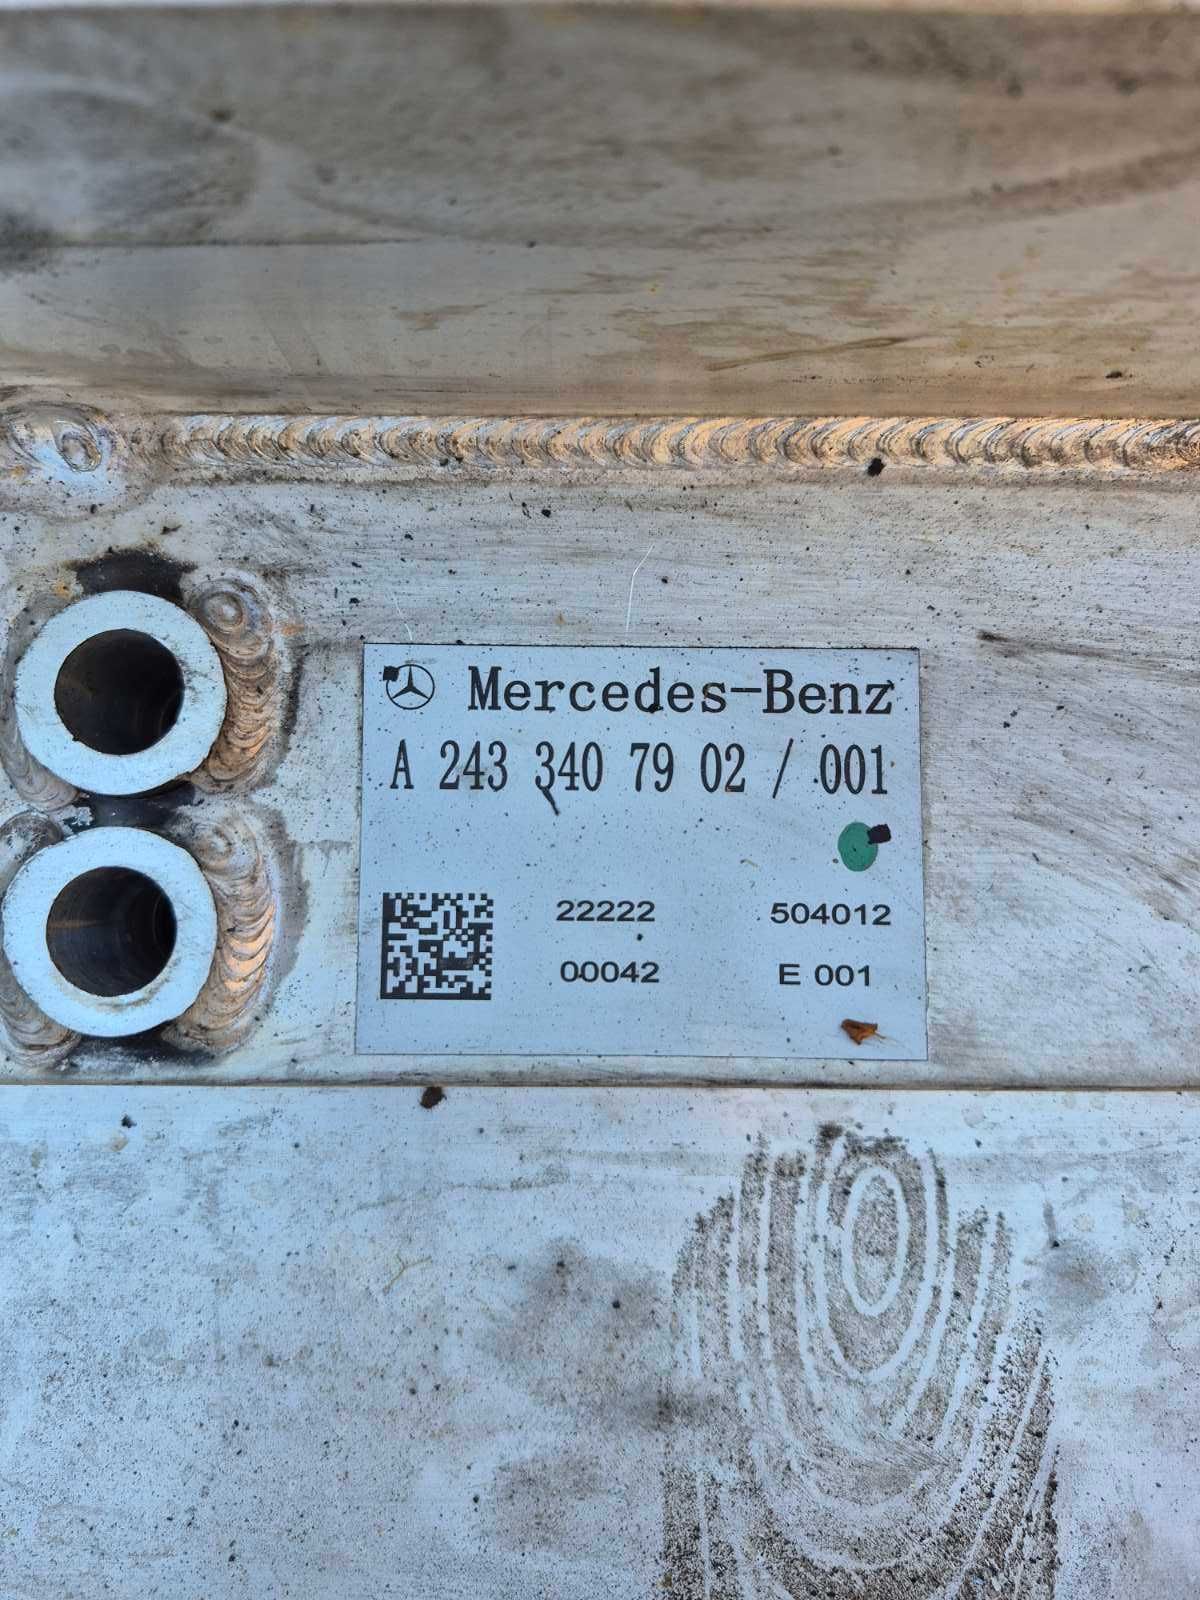 Mercedes-Benz
A 243 340 79 02 / 001
22222 504012
00042 E 001